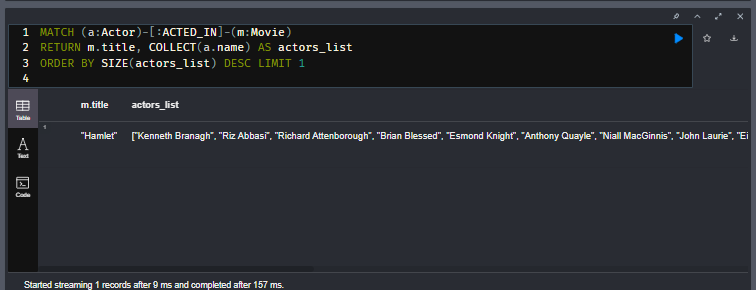 1 MATCH (a:Actor)-[:ACTED_IN]-(m:Movie)
2 RETURN m.title, COLLECT(a.name) AS actors_list
3 ORDER BY SIZE(actors_list) DESC LIMIT 1
4
m.title actors_list
Table
1
"Hamlet" ["Kenneth Branagh", "Riz Abbasi", "Richard Attenborough", "Brian Blessed", "Esmond Knight", "Anthony Quayle", "Niall MacGinnis", "John Laurie", "Ei
A
Text
Code
Started streaming 1 records after 9 ms and completed after 157 ms.